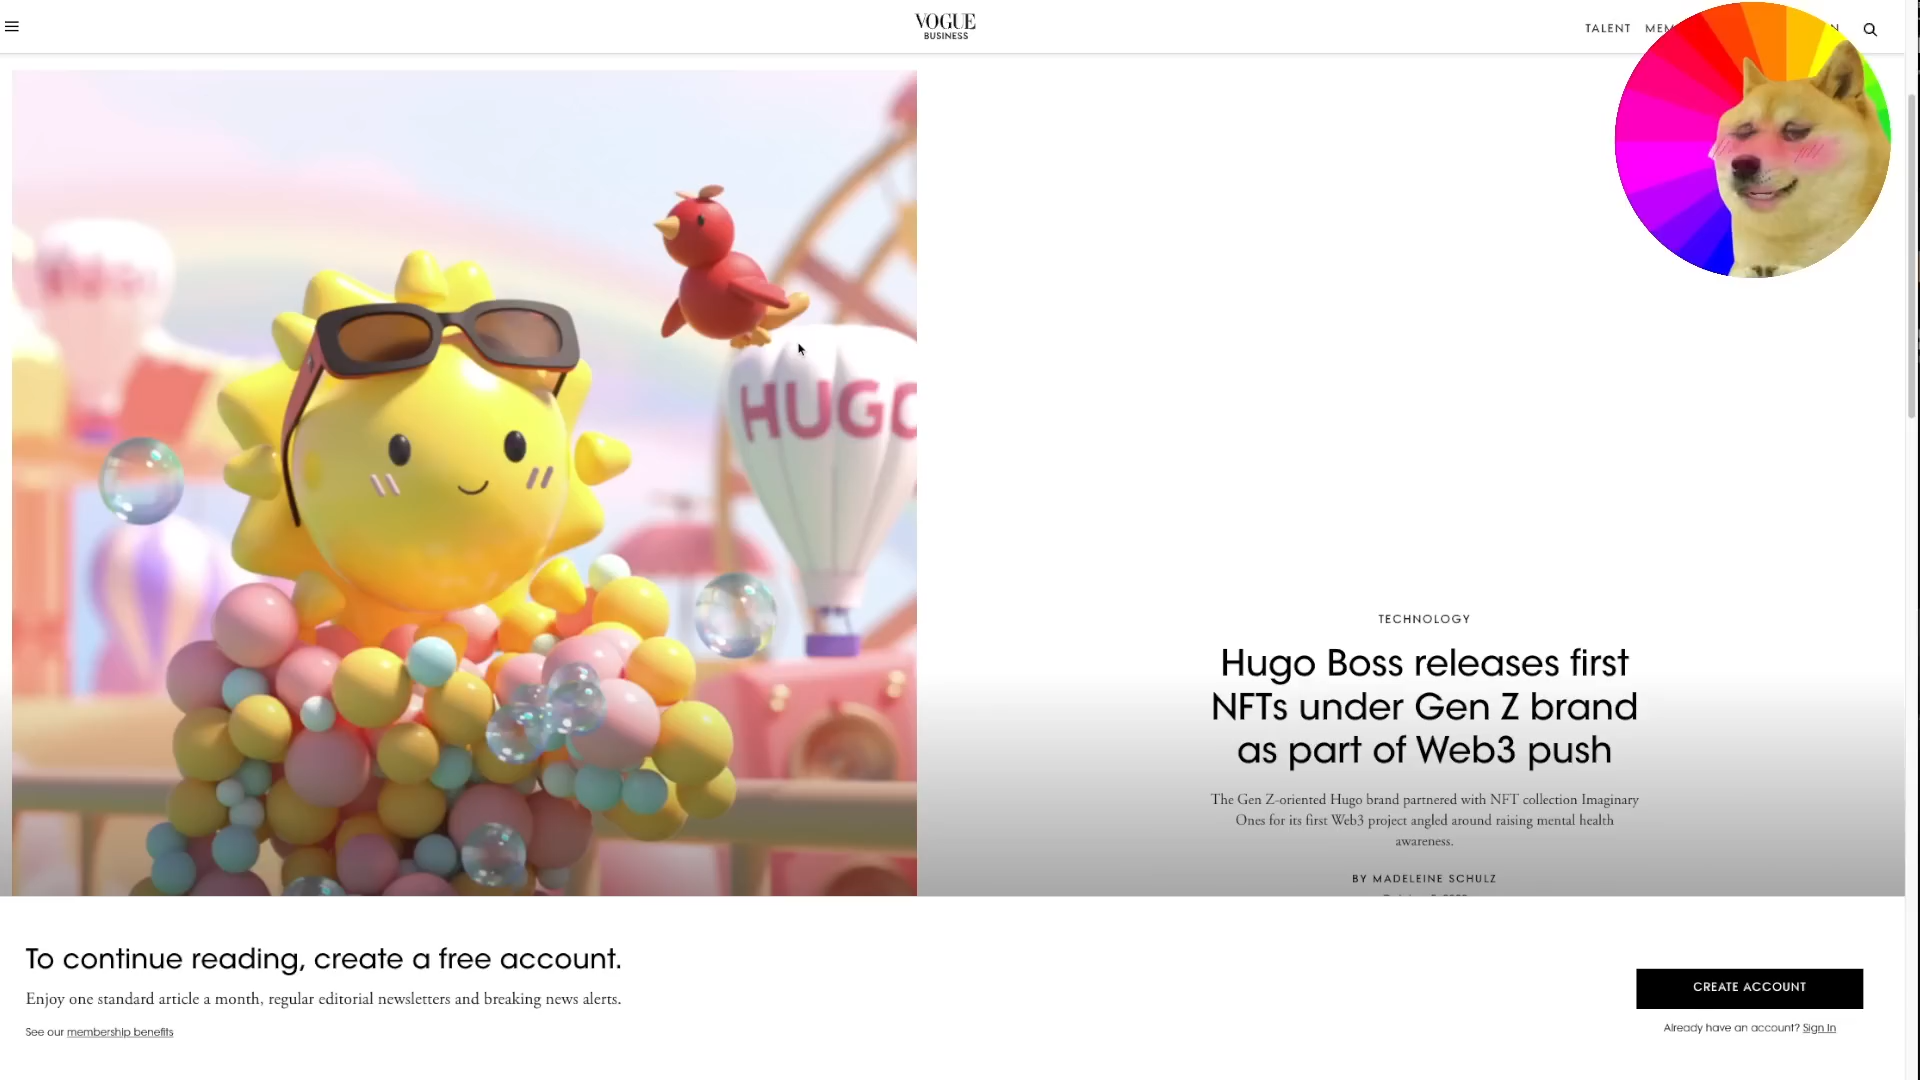 VOGUE
BUSINESS
TALENT
HUGO
TECHNOLOGY
Hugo Boss releases first
NFTs under Gen Z brand
as part of Web3 push
The Gen Z-oriented Hugo brand partnered with NFT collection Imaginary
Ones for its first Web3 project angled around raising mental health
awareness.
BY MADELEINE SCHULZ
To continue reading, create a free account.
Enjoy one standard article a month, regular editorial newsletters and breaking news alerts.
See our membership benefits
CREATE ACCOUNT
Already have an account? Sign In